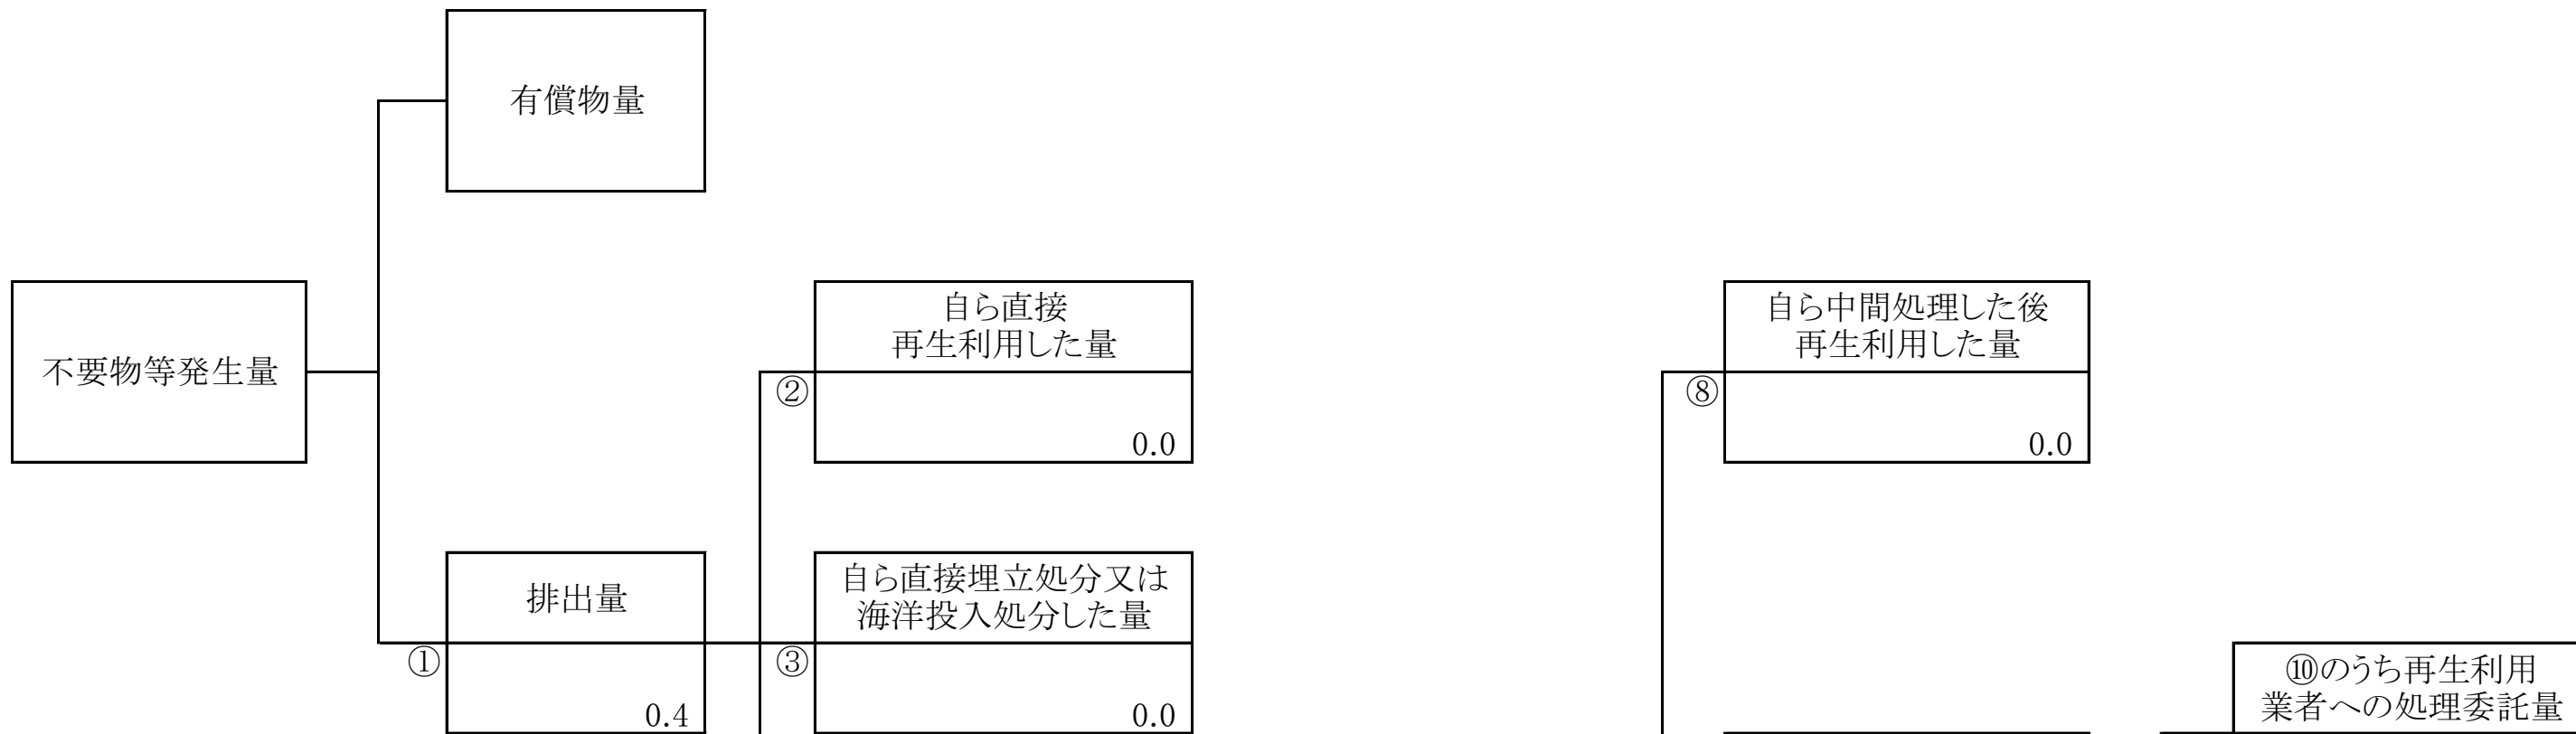 有償物量
不要物等発生量
自ら直接
再生利用した量
②
0.0
自ら中間処理した後
再生利用した量
⑧
0.0
排出量
①
0.4
自ら直接埋立処分又は
海洋投入処分した量
③
0.0
⑩のうち再生利用
業者への処理委託量